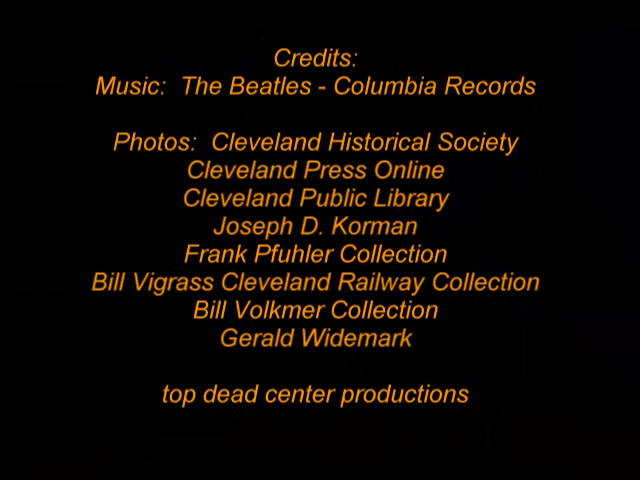 Credits:
Music:  The Beatles - Columbia Records
Photos:  Cleveland Historical Society
Cleveland Press Online
Cleveland Public Library
Joseph D. Korman
Frank Pfuhler Collection
Bill Vigrass Cleveland Railway Collection
Bill Volkmer Collection
Gerald Widemark
top dead center productions